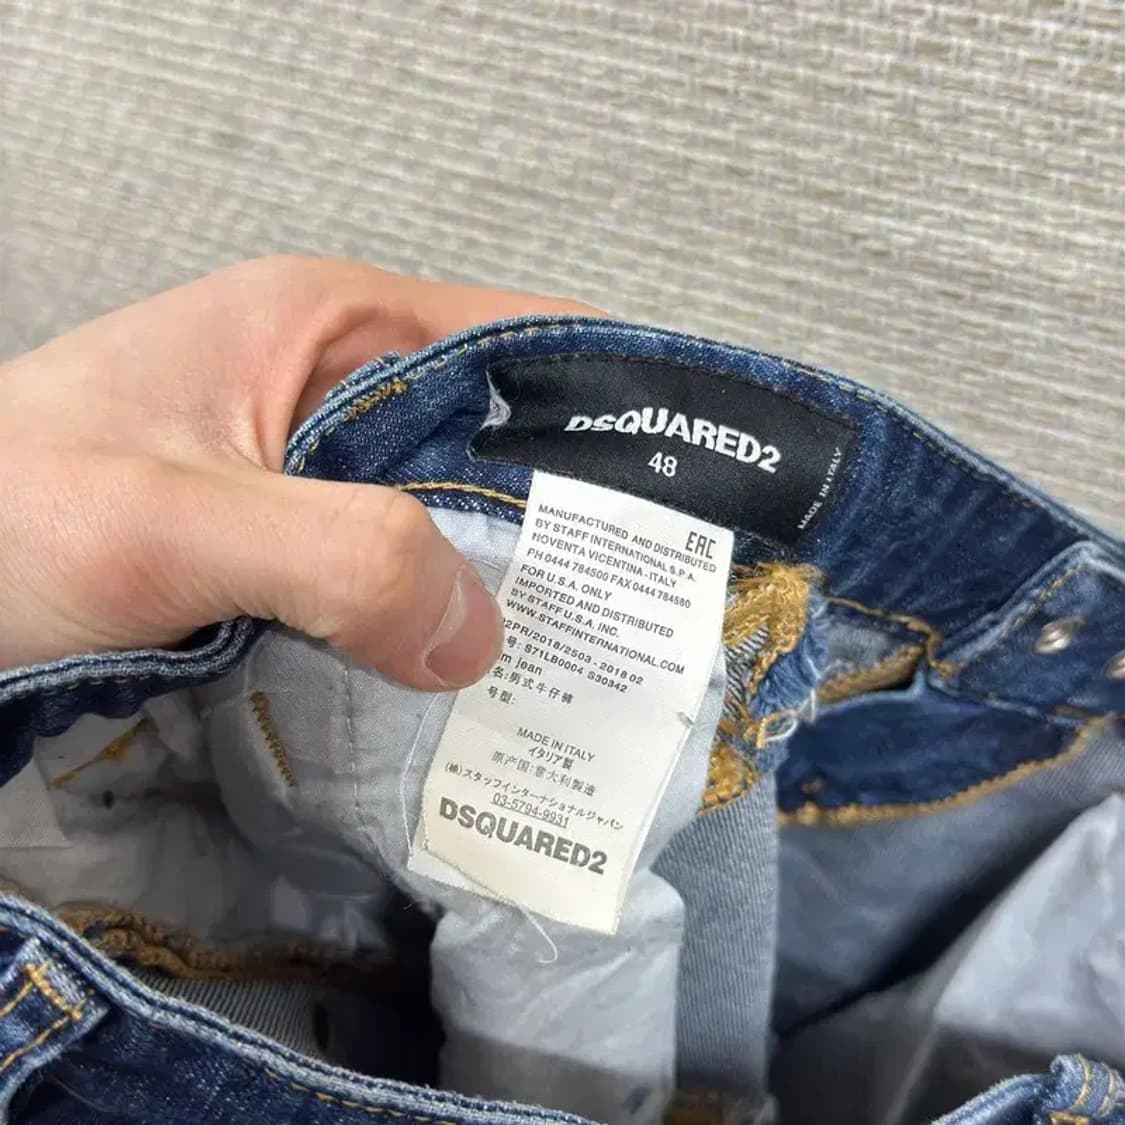 DSQUARED2
48
MADE IN ITALY
MANUFACTURED AND DISTRIBUTED
BY STAFF INTERNATIONAL S.P.A.
NOVENTA VICENTINA - ITALY
PH 0444 784500 FAX 0444 784580
EAC
FOR U.S.A. ONLY
IMPORTED AND DISTRIBUTED
BY STAFF U.S.A. INC.
WWW.STAFFINTERNATIONAL.COM
2PR/2018/2503 - 2018 02
号: S71LB0004 S30342
m jean
名:男式牛仔裤
号型:
MADE IN ITALY
イタリア製
原产国:意大利製造
(株)スタッフインターナショナルジャパン
03-5794-9931
DSQUARED2